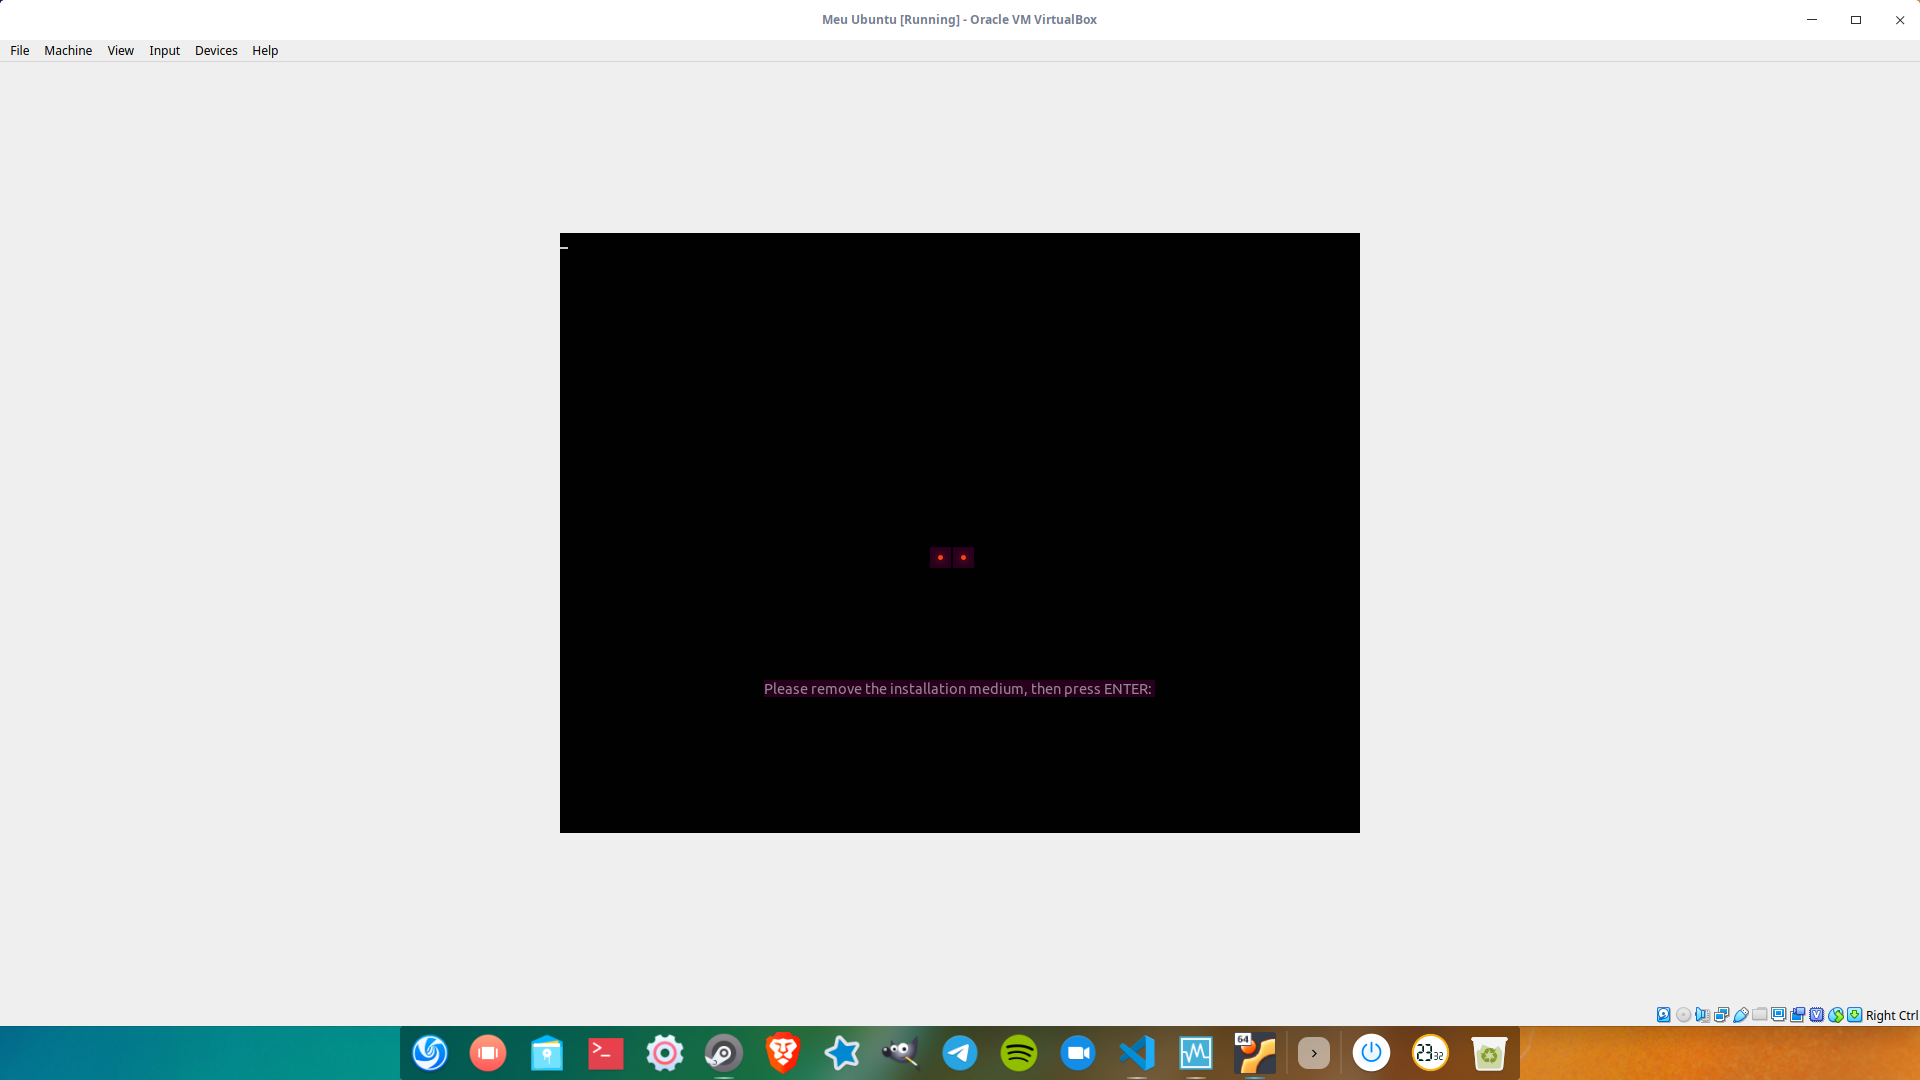 Meu Ubuntu [Running] - Oracle VM VirtualBox
File Machine View Input Devices Help
Please remove the installation medium, then press ENTER:
Right Ctrl
64
23 32